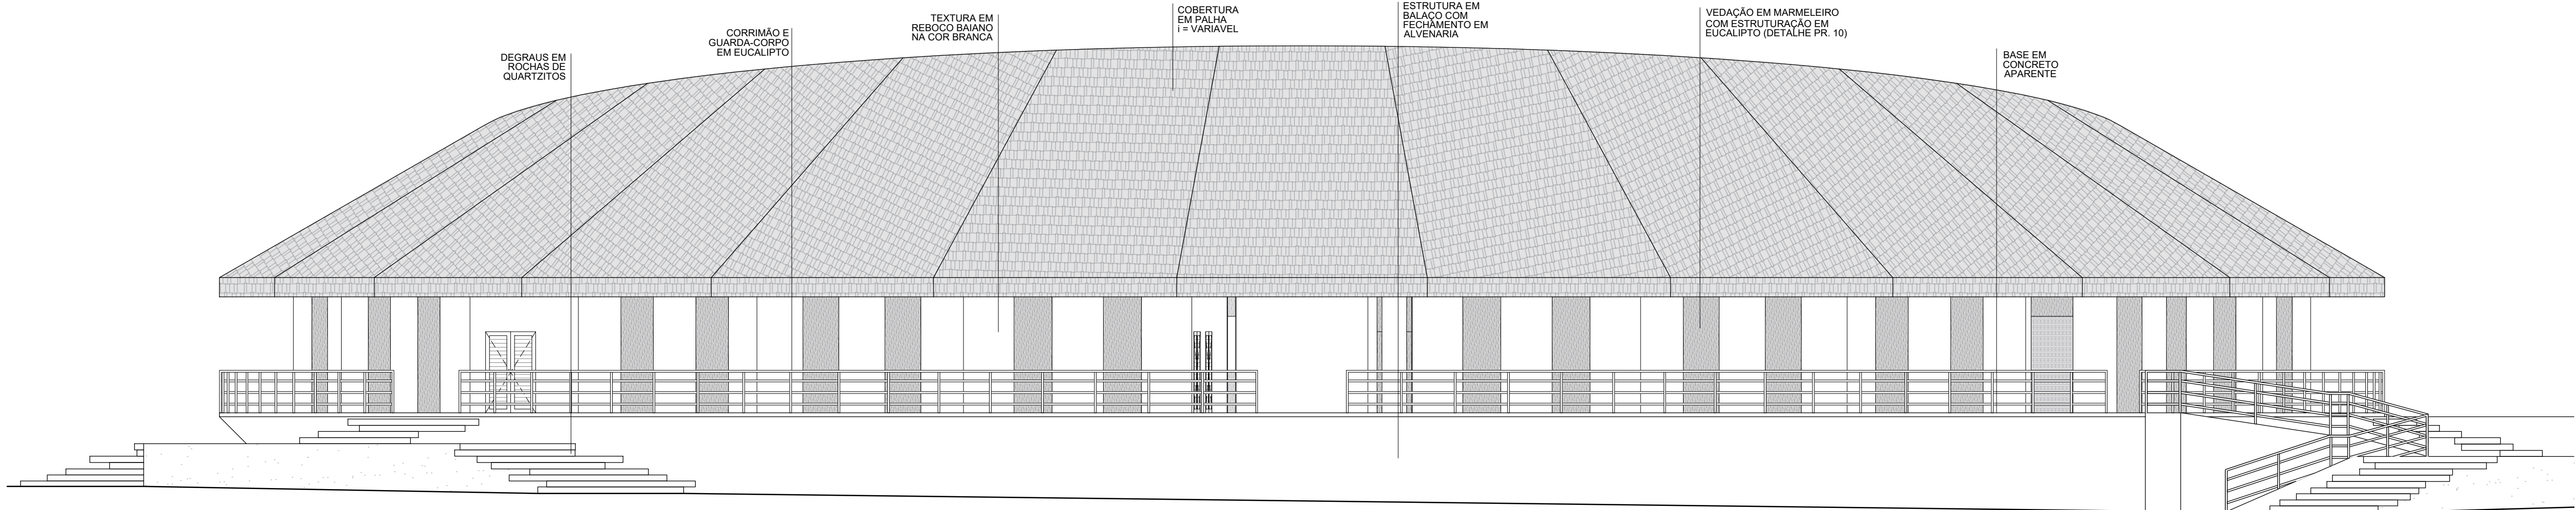 DEGRAUS EM
ROCHAS DE
QUARTZITOS
CORRIMÃO E
GUARDA-CORPO
EM EUCALIPTO
TEXTURA EM
REBOCO BAIANO
NA COR BRANCA
COBERTURA
EM PALHA
i = VARIAVEL
ESTRUTURA EM
BALAÇO COM
FECHAMENTO EM
ALVENARIA
VEDAÇÃO EM MARMELEIRO
COM ESTRUTURAÇÃO EM
EUCALIPTO (DETALHE PR. 10)
BASE EM
CONCRETO
APARENTE